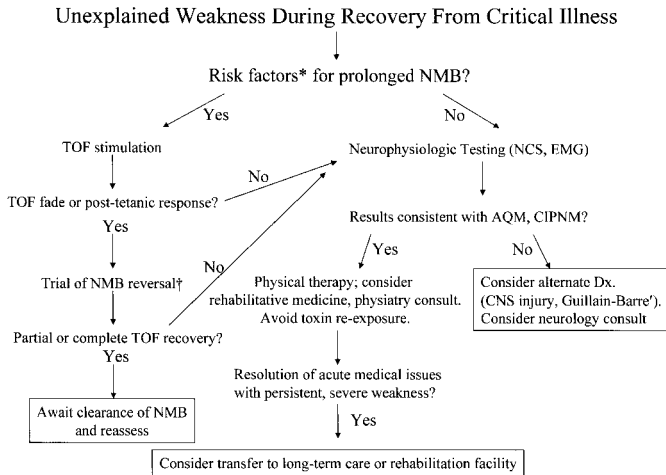 Unexplained Weakness During Recovery From Critical Illness
Risk factors* for prolonged NMB?
Yes
No
TOF stimulation
Neurophysiologic Testing (NCS, EMG)
No
TOF fade or post-tetanic response?
Results consistent with AQM, CIPNM?
Yes
Yes
No
No
Trial of NMB reversal†
Physical therapy; consider
rehabilitative medicine, physiatry consult.
Avoid toxin re-exposure.
Consider alternate Dx.
(CNS injury, Guillain-Barre').
Consider neurology consult
Partial or complete TOF recovery?
Yes
Resolution of acute medical issues
with persistent, severe weakness?
Await clearance of NMB
and reassess
Yes
Consider transfer to long-term care or rehabilitation facility